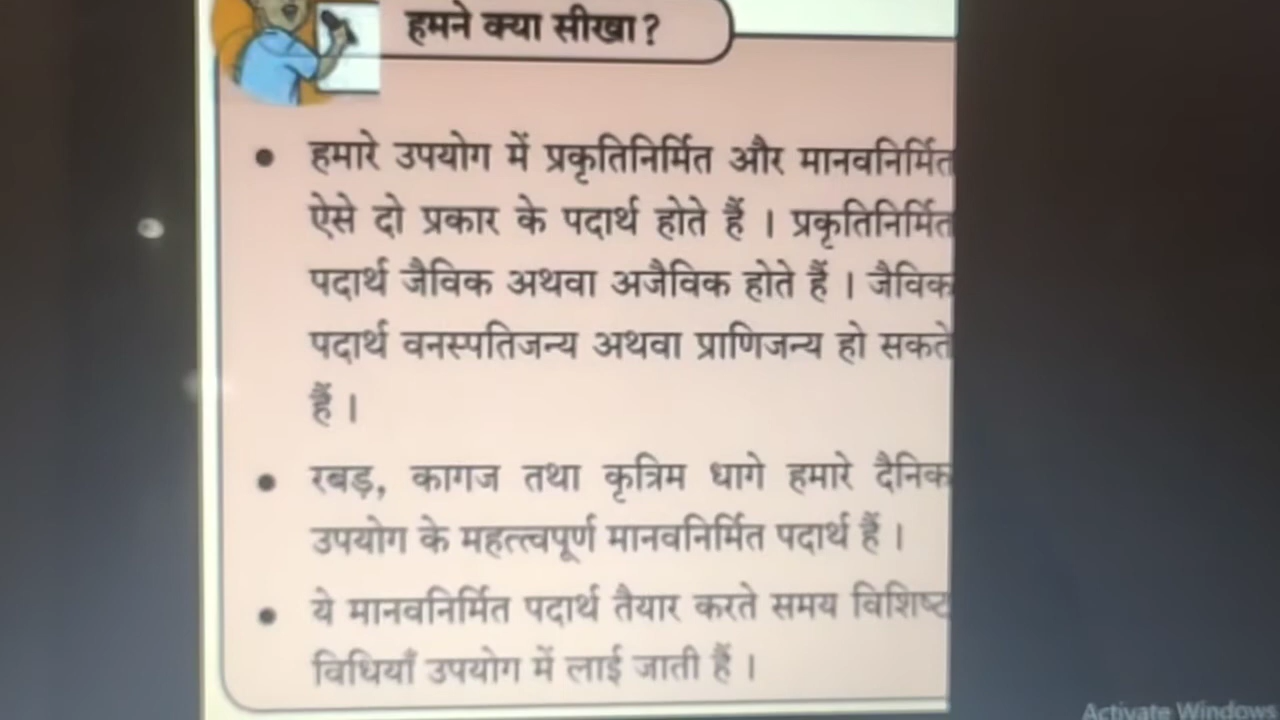 हमने क्या सीखा?
• हमारे उपयोग में प्रकृतिनिर्मित और मानवनिर्मित
ऐसे दो प्रकार के पदार्थ होते हैं । प्रकृतिनिर्मित
पदार्थ जैविक अथवा अजैविक होते हैं । जैविक
पदार्थ वनस्पतिजन्य अथवा प्राणिजन्य हो सकते
हैं ।
• रबड़, कागज तथा कृत्रिम धागे हमारे दैनिक
उपयोग के महत्त्वपूर्ण मानवनिर्मित पदार्थ हैं ।
• ये मानवनिर्मित पदार्थ तैयार करते समय विशिष्ट
विधियाँ उपयोग में लाई जाती हैं ।
Activate Windows